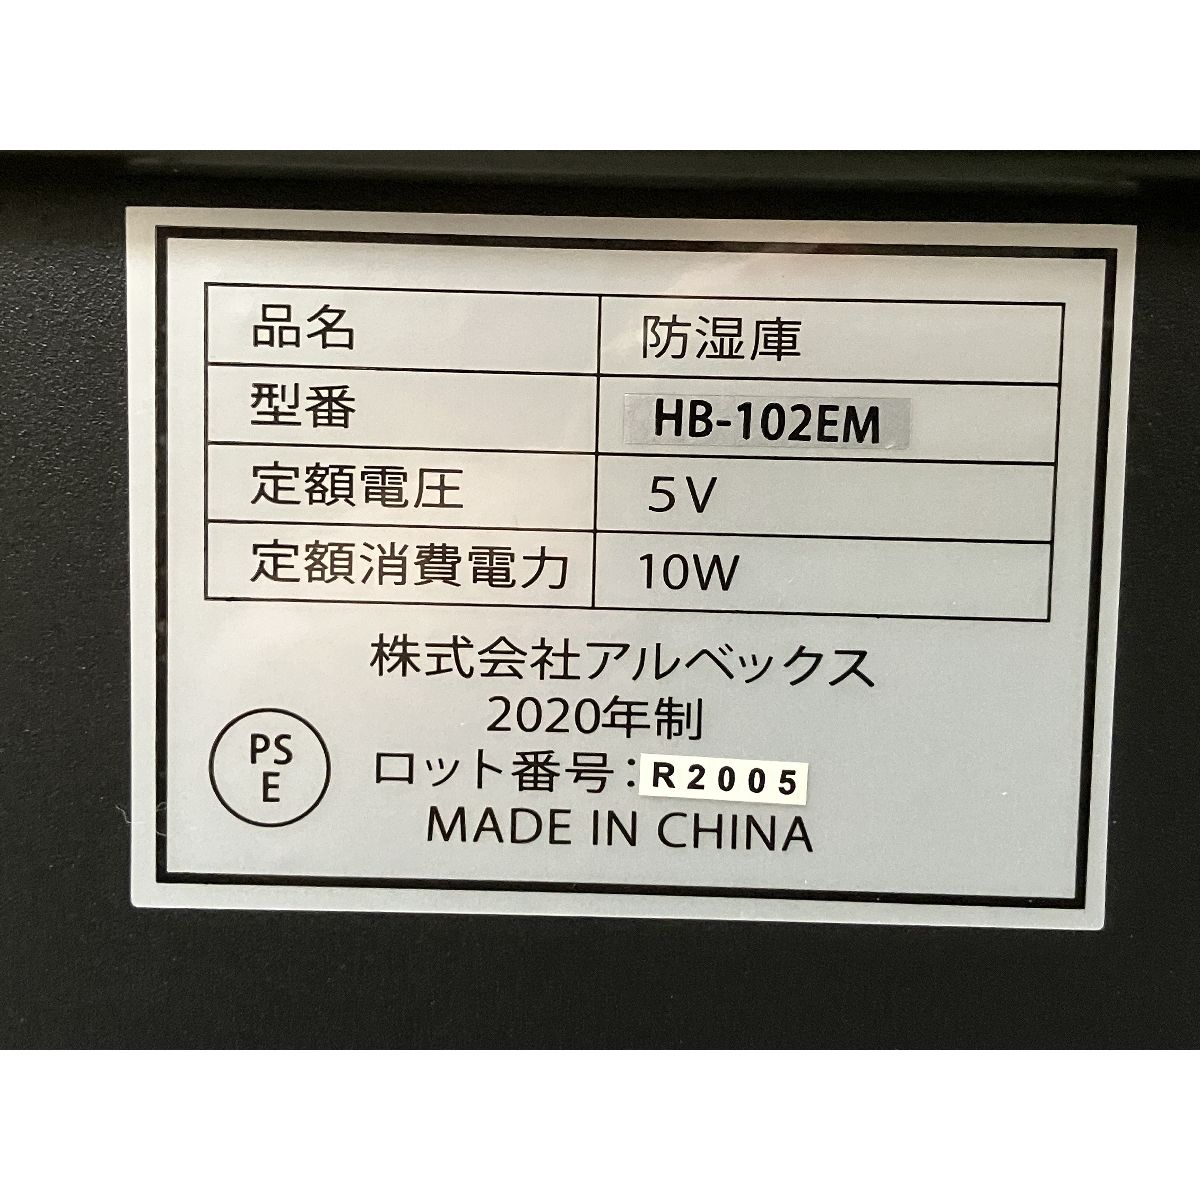 品名 防湿庫
型番 HB-102EM
定額電圧 5V
定額消費電力 10W
株式会社アルベックス
2020年制
ロット番号：R2005
MADE IN CHINA
PS
E